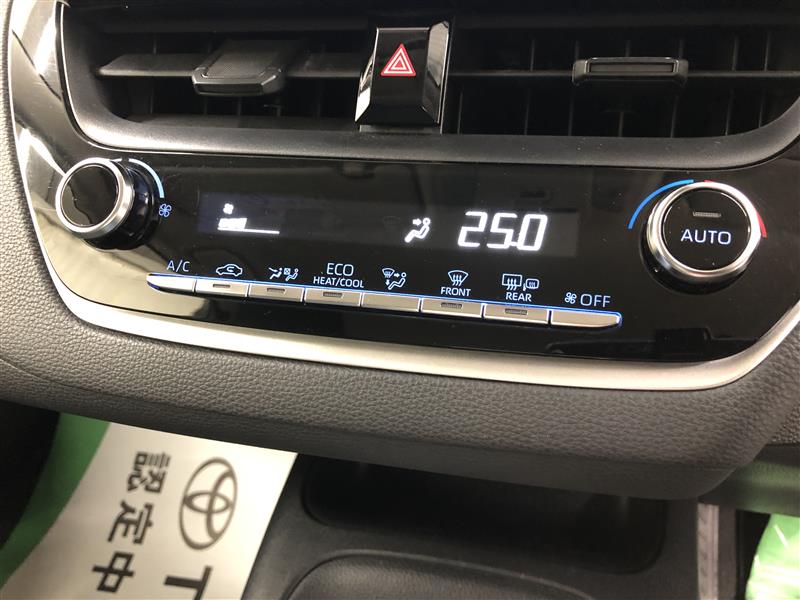 25.0
AUTO
A/C
ECO
HEAT/COOL
FRONT
REAR
OFF
認定中
T